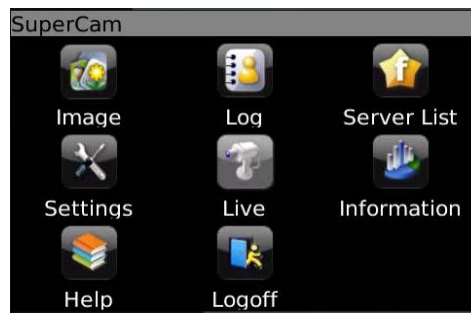 SuperCam
Image Log Server List
Settings Live Information
Help Logoff